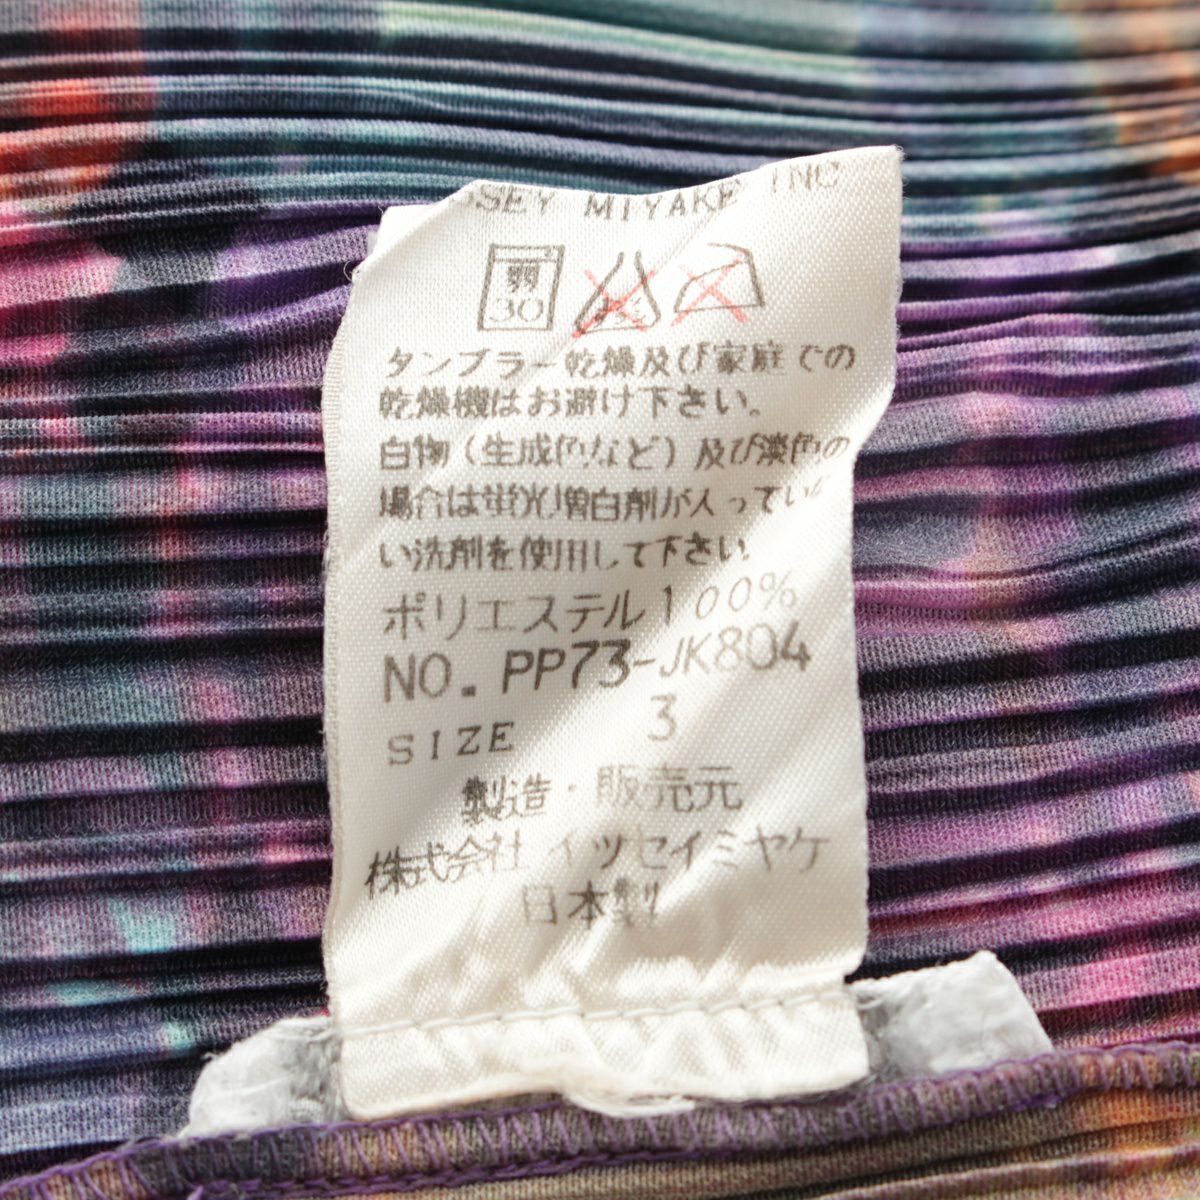 ISSEY MIYAKE INC
弱
30
タンブラー乾燥及び家庭での
乾燥機はお避け下さい。
白物(生成色など)及び淡色の
場合は蛍光増白剤が入っていな
い洗剤を使用して下さい。
ポリエステル100%
NO. PP73-JK804
SIZE 3
製造・販売元
株式会社イッセイミヤケ
日本製